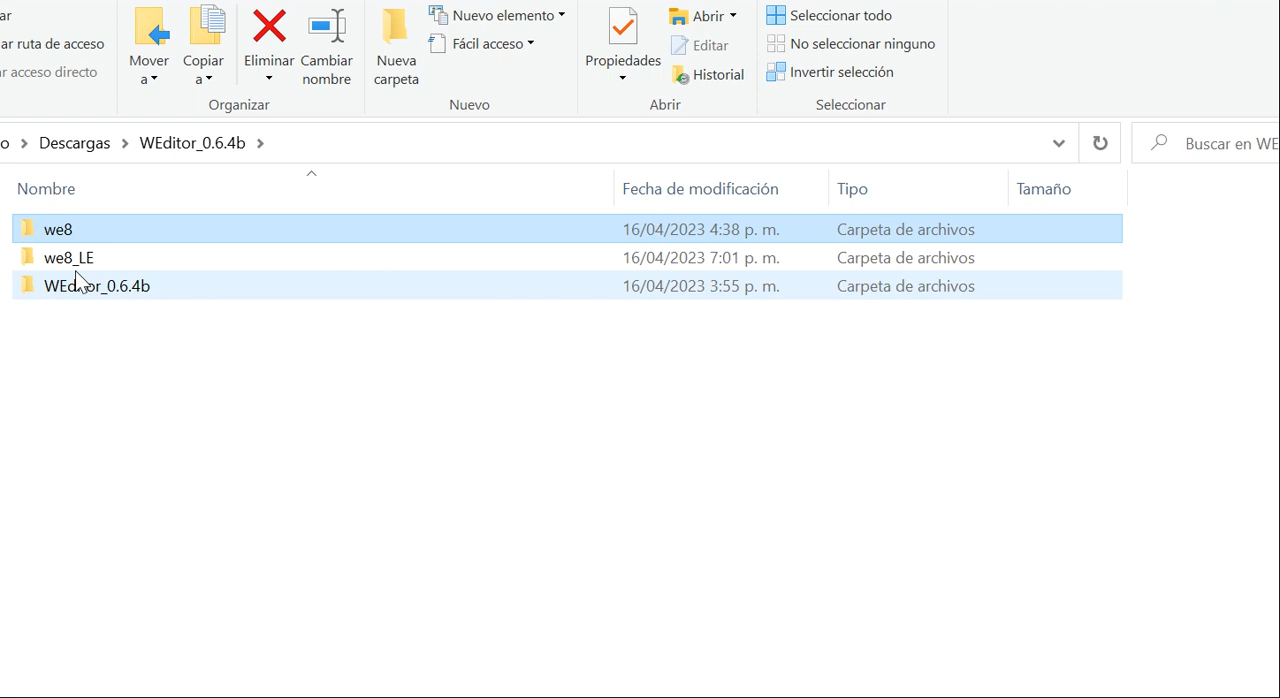 ar
ar ruta de acceso
r acceso directo
Mover a
Copiar a
Eliminar
Cambiar nombre
Organizar
Nueva carpeta
Nuevo elemento
Fácil acceso
Nuevo
Propiedades
Abrir
Editar
Historial
Abrir
Seleccionar todo
No seleccionar ninguno
Invertir selección
Seleccionar
o > Descargas > WEditor_0.6.4b >
Buscar en WE
Nombre Fecha de modificación Tipo Tamaño
we8 16/04/2023 4:38 p. m. Carpeta de archivos
we8_LE 16/04/2023 7:01 p. m. Carpeta de archivos
WEditor_0.6.4b 16/04/2023 3:55 p. m. Carpeta de archivos